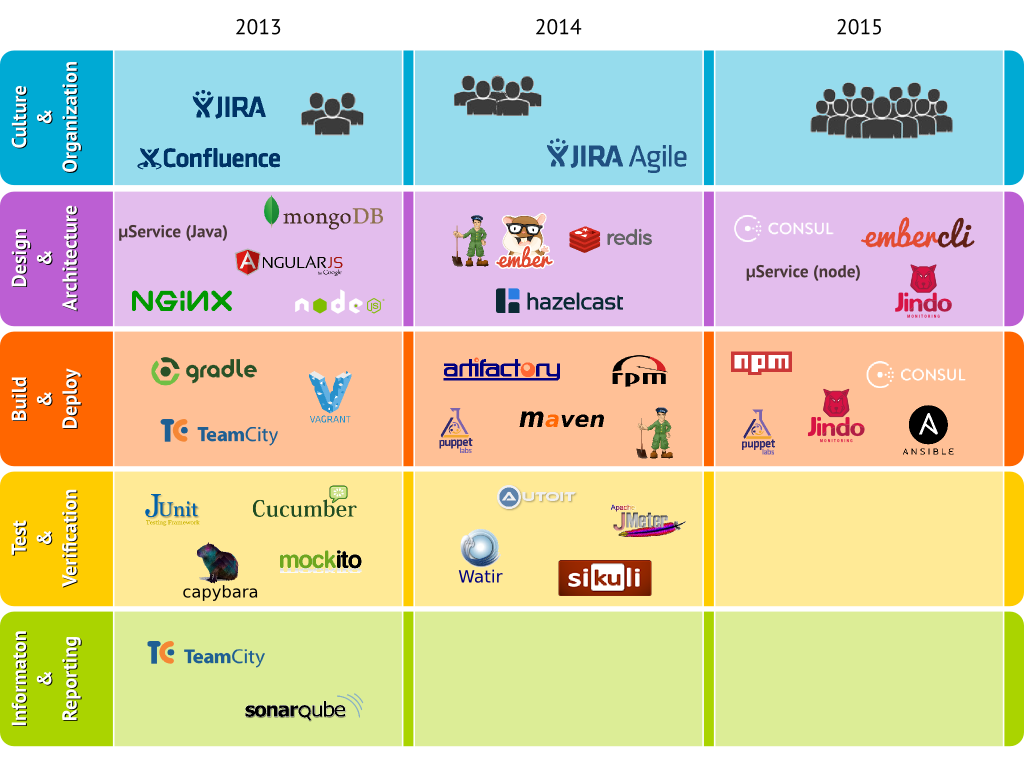 2013
2014
2015
Culture
&
Organization
JIRA
Confluence
JIRA Agile
Design
&
Architecture
mongoDB
µService (Java)
ANGULARJS
by Google
NGiNX
node
JS
ember
redis
hazelcast
CONSUL
embercli
µService (node)
Jindo
MONITORING
Build
&
Deploy
gradle
VAGRANT
TC TeamCity
artifactory
rpm
maven
puppet
labs
npm
CONSUL
puppet
labs
Jindo
MONITORING
A
ANSIBLE
Test
&
Verification
JUnit
Testing Framework
Cucumber
capybara
mockito
A AUTOIT
Apache
JMeter
Watir
sikuli
Informaton
&
Reporting
TC TeamCity
sonarqube